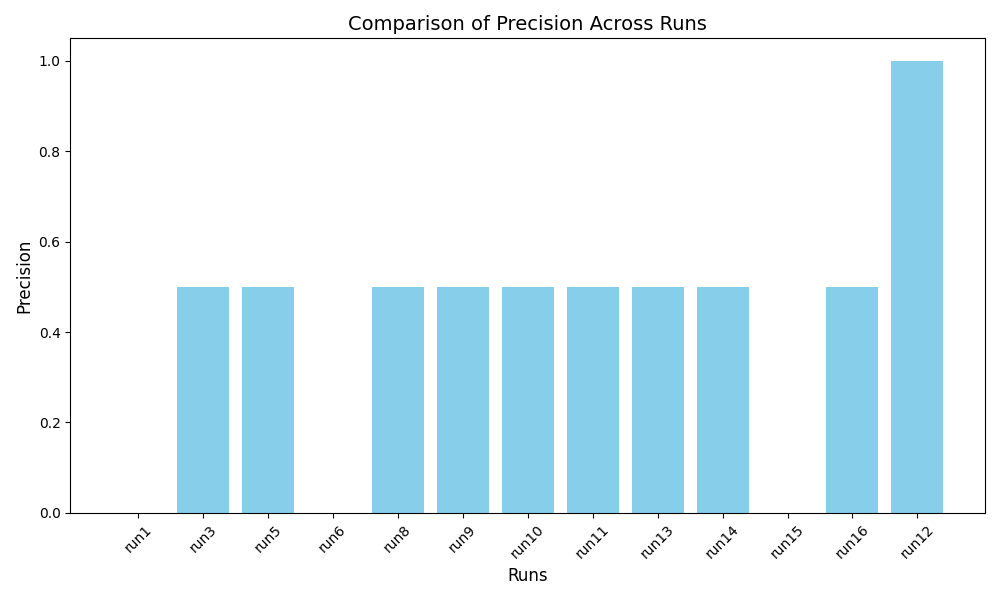 Comparison of Precision Across Runs
1.0
0.8
0.6
0.4
0.2
0.0
Precision
run1 run3 run5 run6 run8 run9 run10 run11 run13 run14 run15 run16 run12
Runs